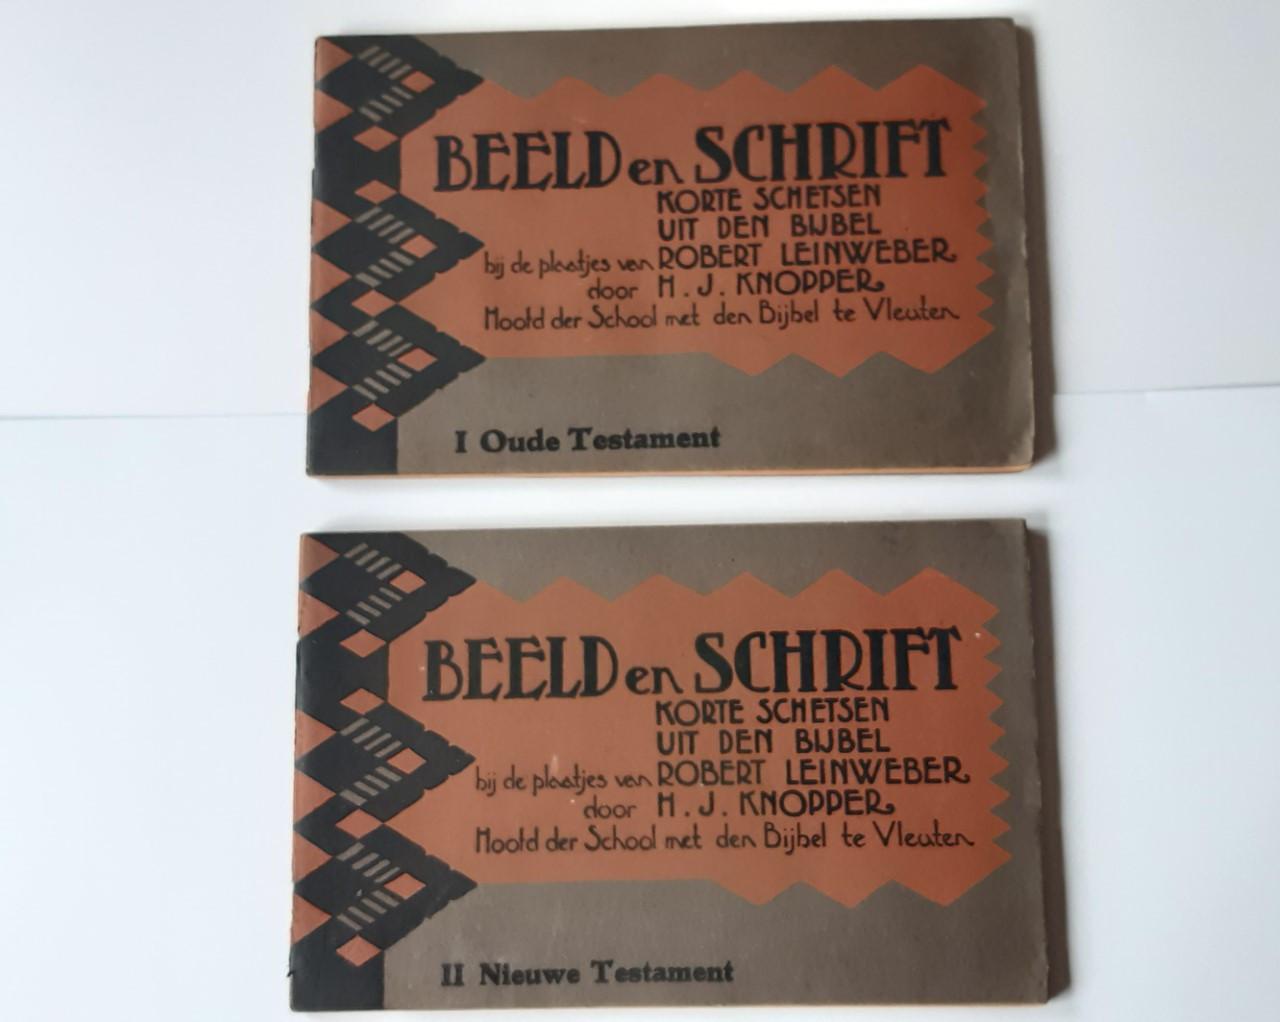 BEELD en SCHRIFT
KORTE SCHETSEN
UIT DEN BIJBEL
bij de plaatjes van ROBERT LEINWEBER
door H. J. KNOPPER
Hoofd der School met den Bijbel te Vleuten
I Oude Testament
BEELD en SCHRIFT
KORTE SCHETSEN
UIT DEN BIJBEL
bij de plaatjes van ROBERT LEINWEBER
door H. J. KNOPPER
Hoofd der School met den Bijbel te Vleuten
II Nieuwe Testament